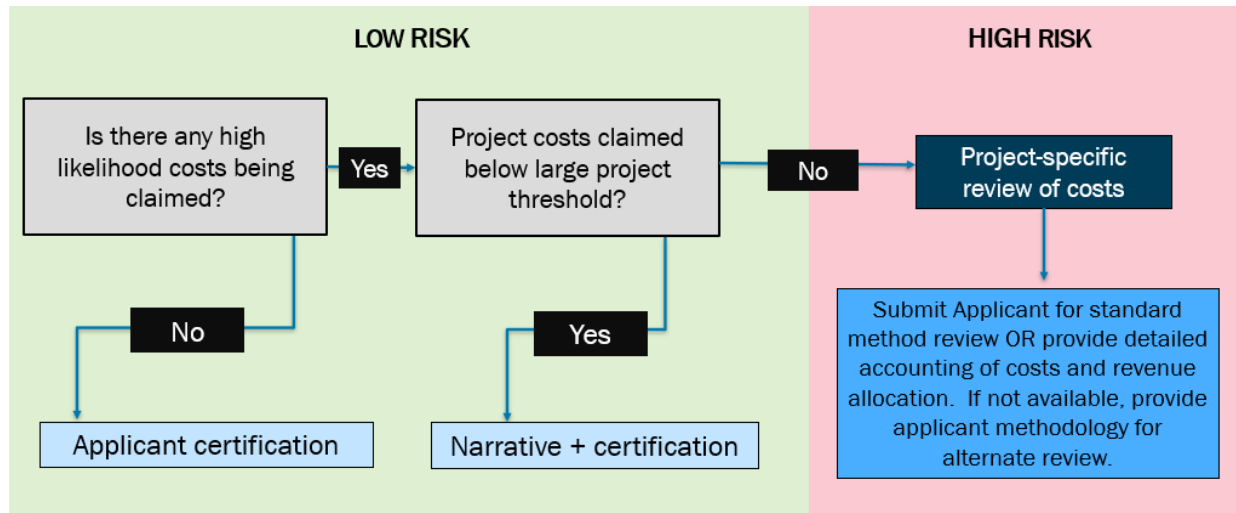 LOW RISK
HIGH RISK
Is there any high
likelihood costs being
claimed?
Yes
Project costs claimed
below large project
threshold?
No
Project-specific
review of costs
No
Yes
Applicant certification
Narrative + certification
Submit Applicant for standard
method review OR provide detailed
accounting of costs and revenue
allocation.  If not available, provide
applicant methodology for
alternate review.